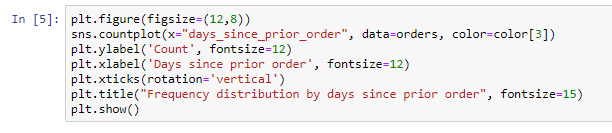 In [5]: plt.figure(figsize=(12,8))
sns.countplot(x="days_since_prior_order", data=orders, color=color[3])
plt.ylabel('Count', fontsize=12)
plt.xlabel('Days since prior order', fontsize=12)
plt.xticks(rotation='vertical')
plt.title("Frequency distribution by days since prior order", fontsize=15)
plt.show()